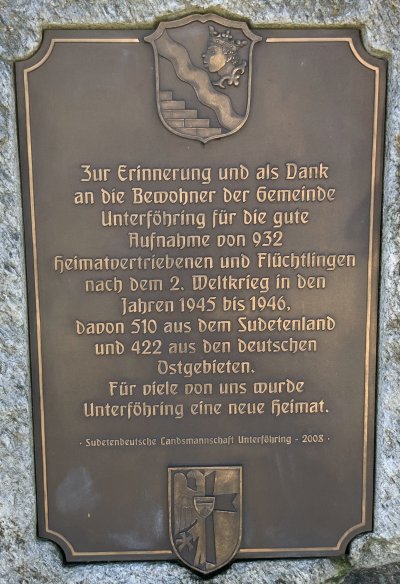 Zur Erinnerung und als Dank
an die Bewohner der Gemeinde
Unterföhring für die gute
Aufnahme von 932
Heimatvertriebenen und Flüchtlingen
nach dem 2. Weltkrieg in den
Jahren 1945 bis 1946,
davon 510 aus dem Sudetenland
und 422 aus den deutschen
Ostgebieten.
Für viele von uns wurde
Unterföhring eine neue Heimat.
· Sudetendeutsche Landsmannschaft Unterföhring - 2008 ·